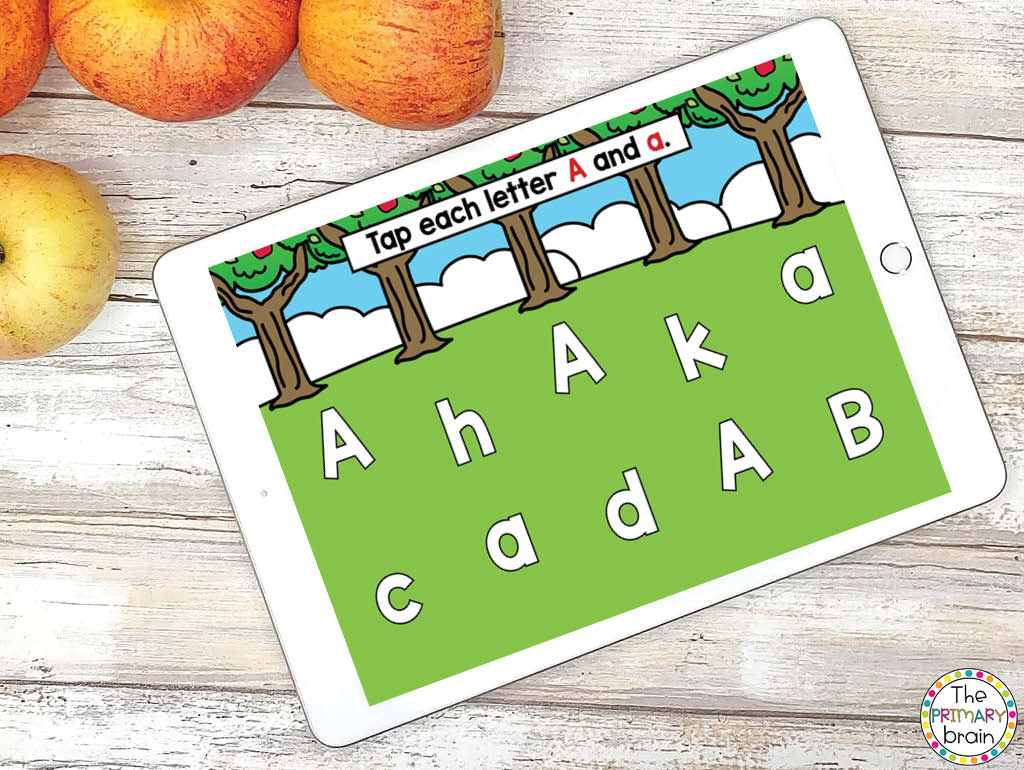 Tap each letter A and a.
A h A k a
c a d A B
The
PRIMARY
brain